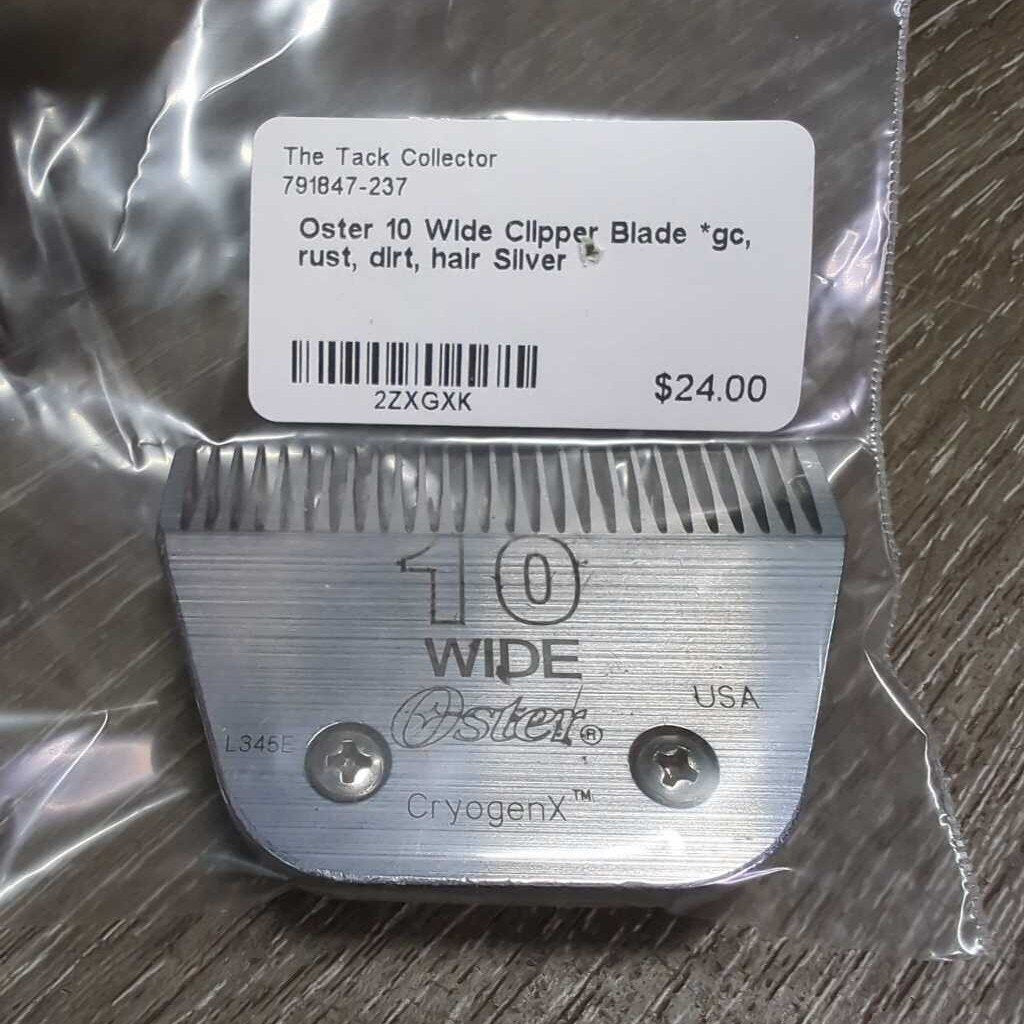 The Tack Collector
791847-237
Oster 10 Wide Clipper Blade *gc,
rust, dirt, hair Silver
2ZXGXK
$24.00
10
WIDE
Oster®
USA
L345E
CryogenX™